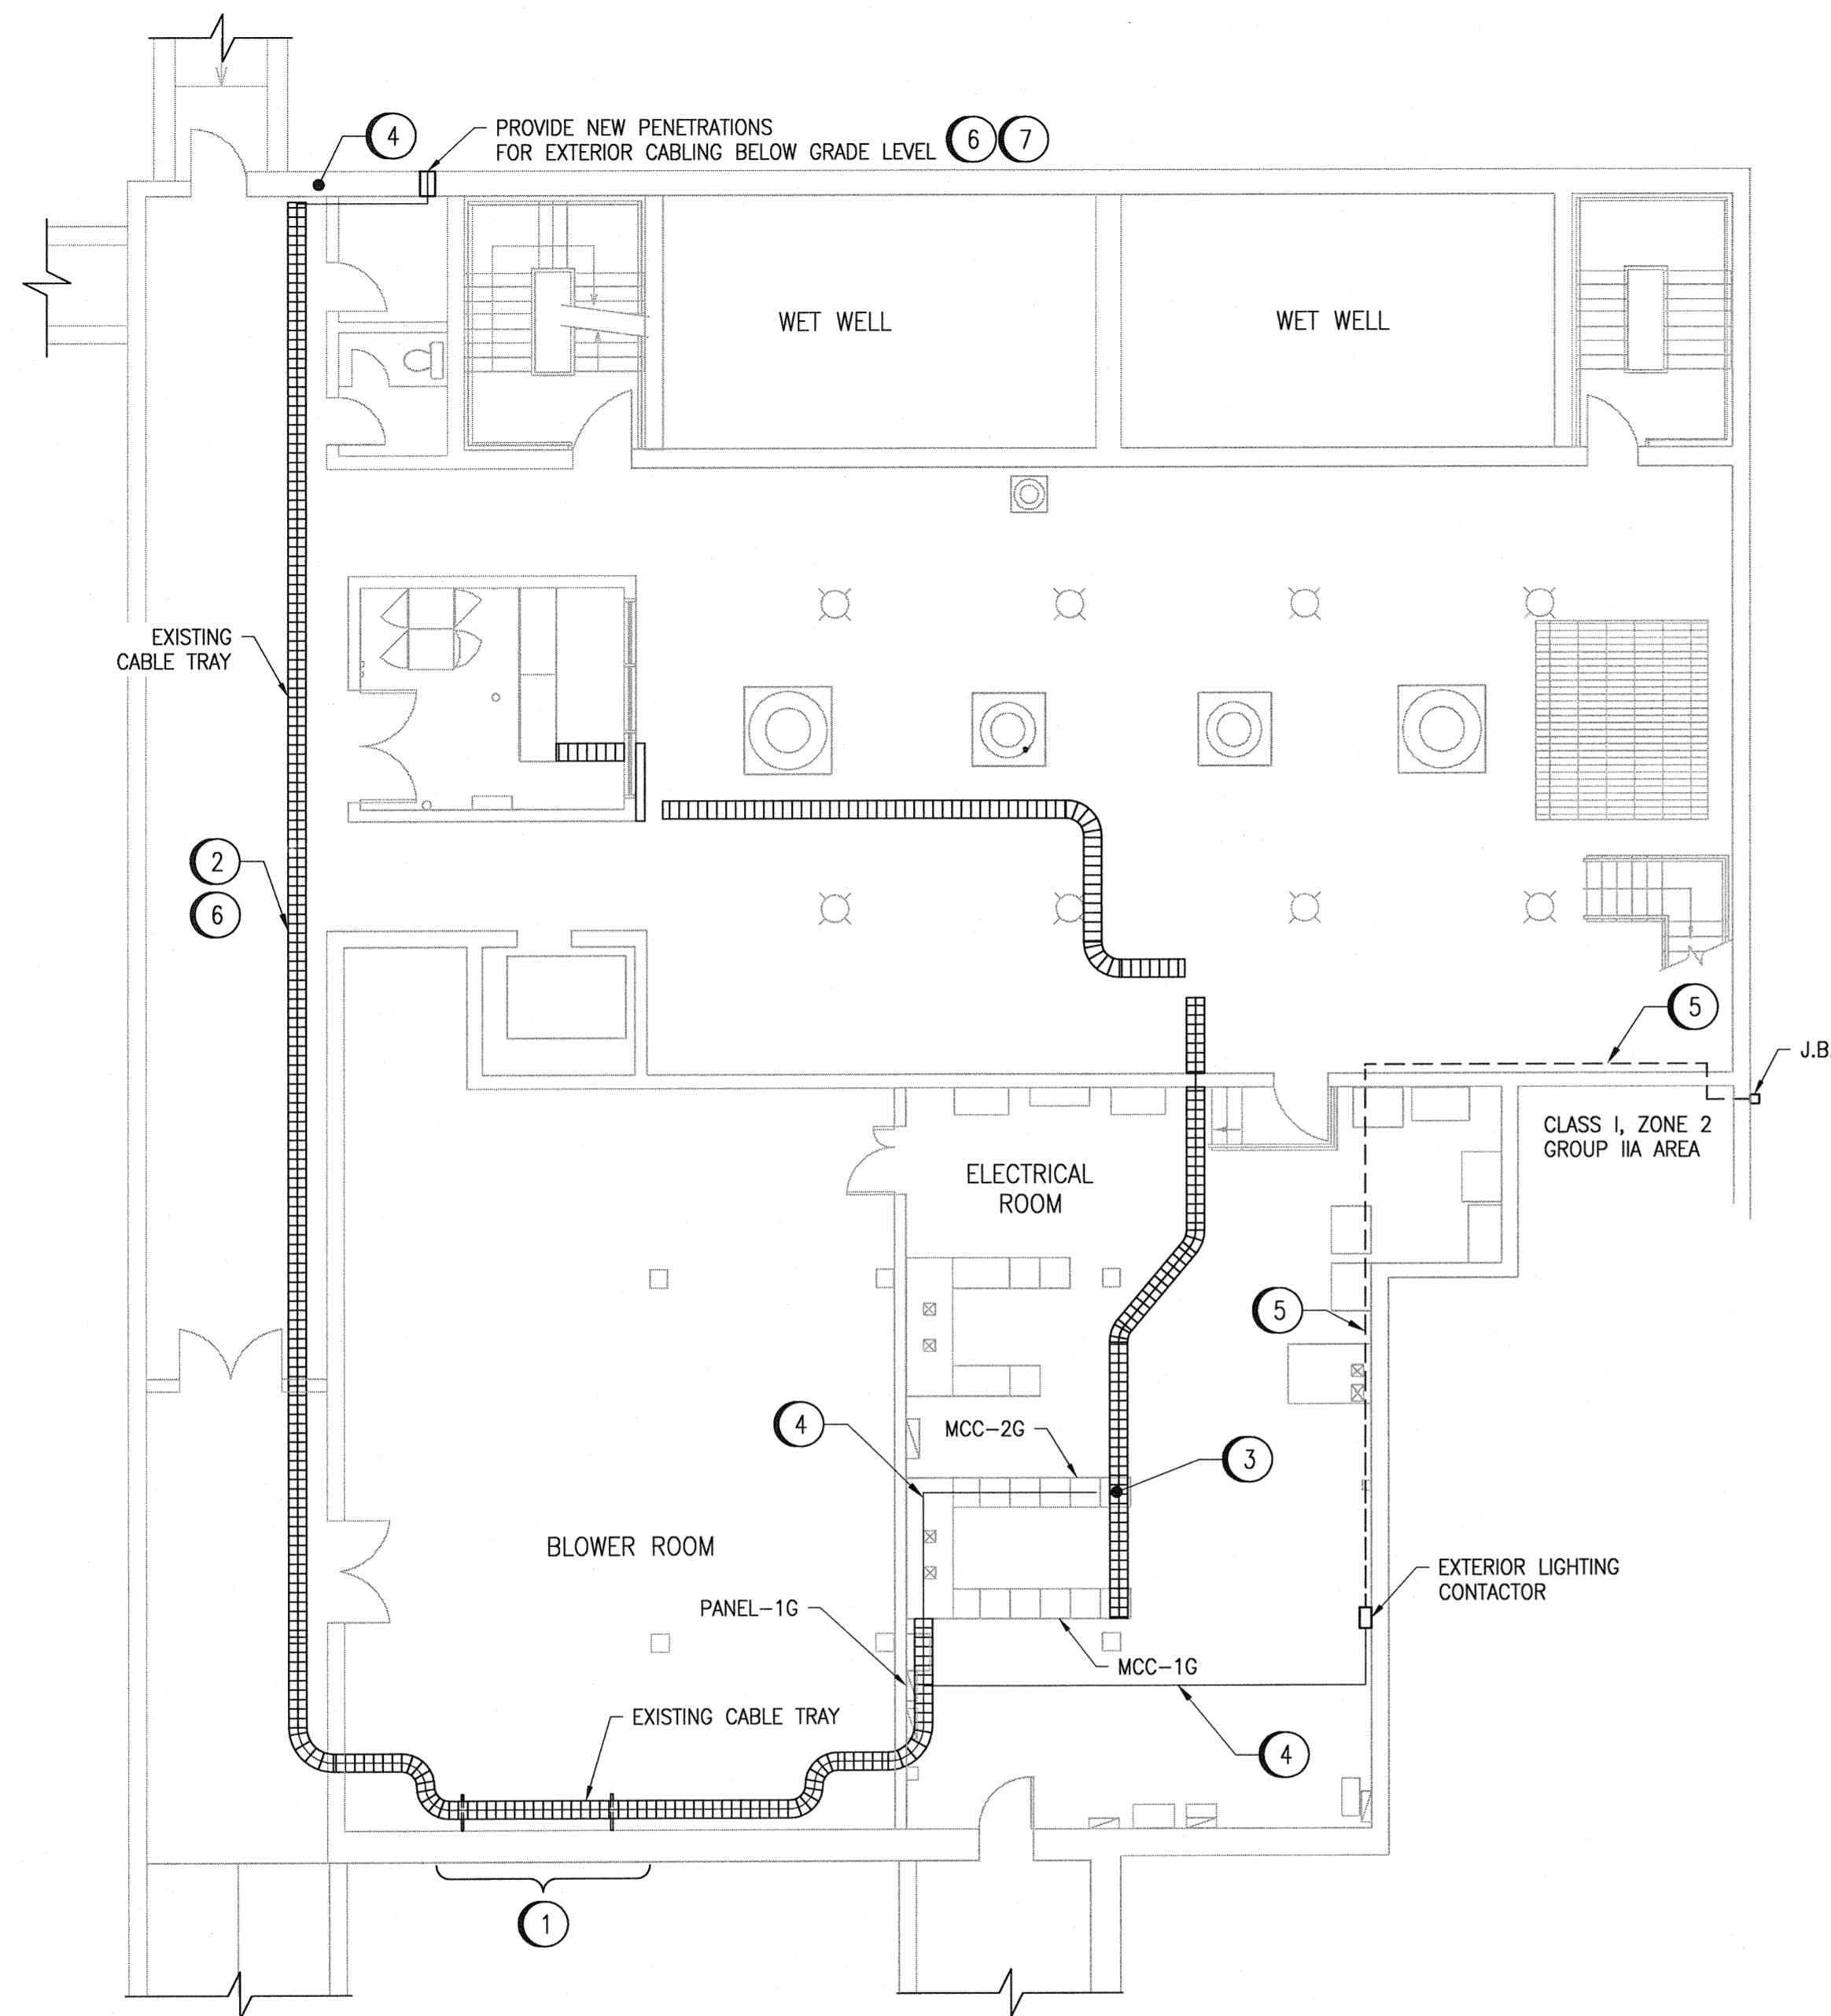 4
PROVIDE NEW PENETRATIONS
FOR EXTERIOR CABLING BELOW GRADE LEVEL
6
7
WET WELL
WET WELL
EXISTING
CABLE TRAY
2
6
5
J.B.
CLASS I, ZONE 2
GROUP IIA AREA
ELECTRICAL
ROOM
5
4
MCC-2G
3
BLOWER ROOM
EXTERIOR LIGHTING
CONTACTOR
PANEL-1G
MCC-1G
EXISTING CABLE TRAY
4
1